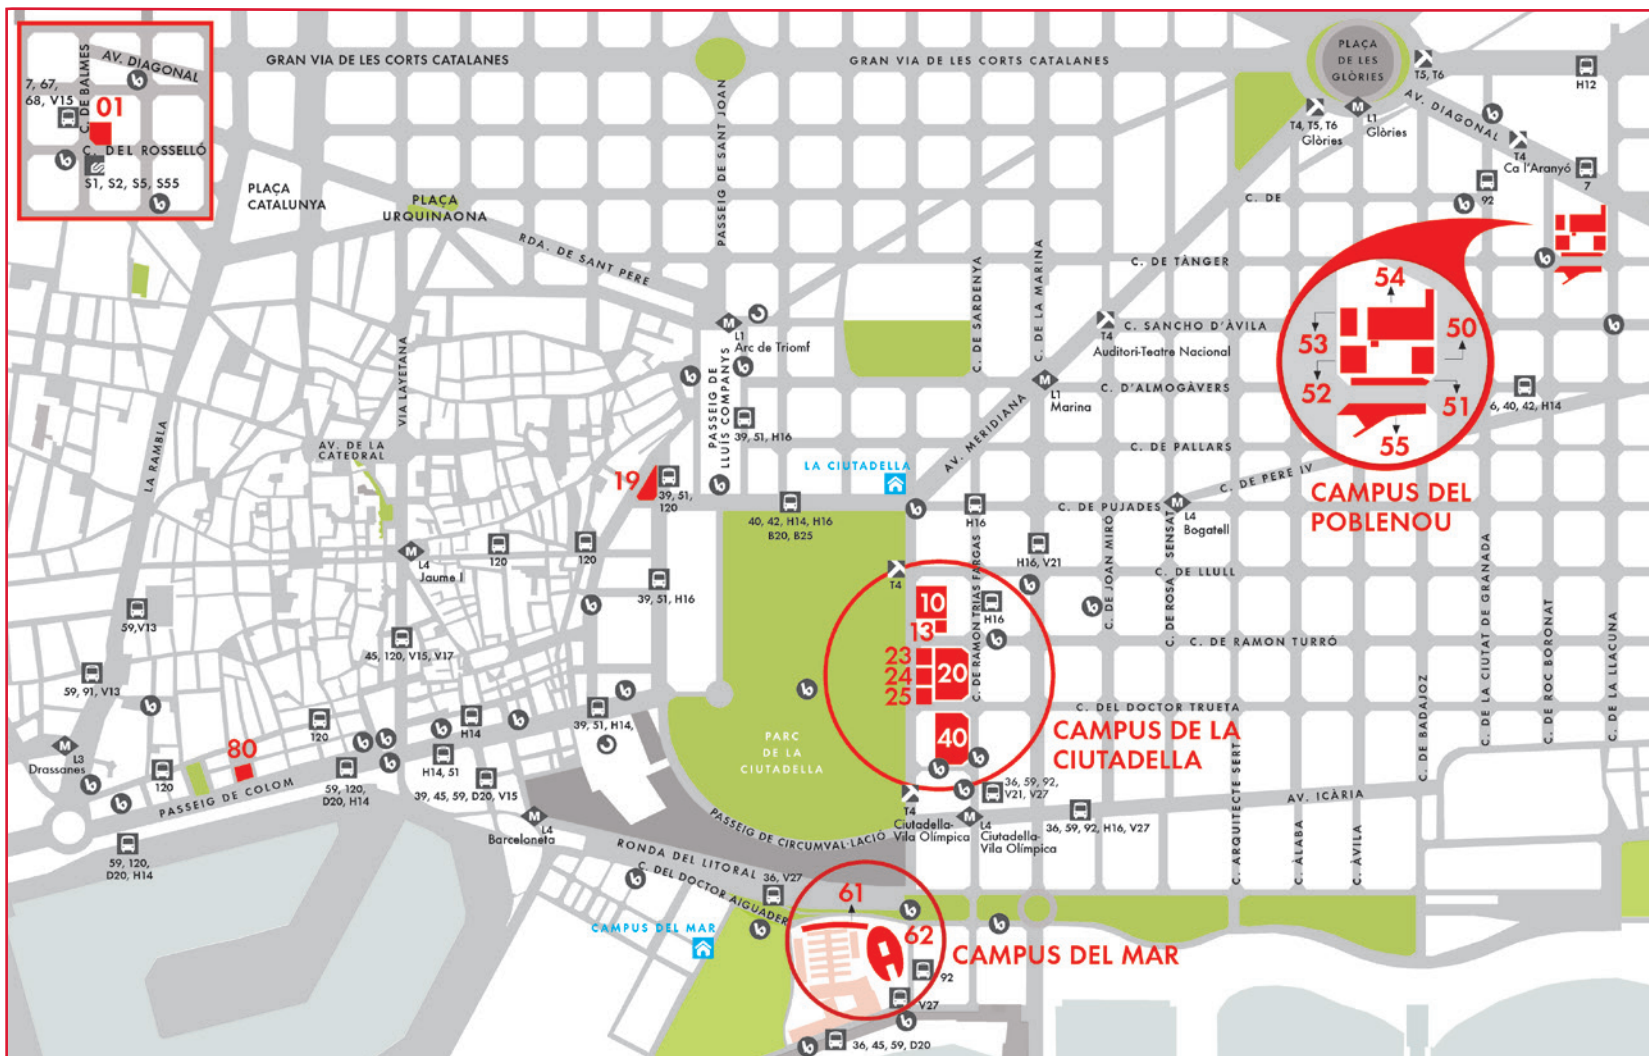 AV. DIAGONAL
C. DE BALMES
7, 67,
68, V15
01
C. DEL ROSSELLÓ
S1, S2, S5, S55
GRAN VIA DE LES CORTS CATALANES
GRAN VIA DE LES CORTS CATALANES
PLAÇA
DE LES
GLÒRIES
T5, T6
H12
AV. DIAGONAL
T4, T5, T6
Glòries
M
L1
Glòries
T4
Ca l'Aranyó
7
92
PASSEIG DE SANT JOAN
PLAÇA
CATALUNYA
PLAÇA
URQUINAONA
RDA. DE SANT PERE
C. DE
C. DE TÀNGER
C. DE SARDENYA
C. DE LA MARINA
C. SANCHO D'ÀVILA
T4
Auditori-Teatre Nacional
M
L1
Arc de Triomf
PASSEIG DE
LLUÍS COMPANYS
M
L1
Marina
C. D'ALMOGÀVERS
54
53
50
52
51
55
6, 40, 42, H14
CAMPUS DEL
POBLENOU
VIA LAYETANA
LA RAMBLA
AV. DE LA
CATEDRAL
39, 51, H16
AV. MERIDIANA
C. DE PALLARS
C. DE PERE IV
LA CIUTADELLA
19
39, 51,
120
40, 42, H14, H16
B20, B25
H16
C. DE PUJADES
M
L4
Bogatell
M
L4
Jaume I
120
120
39, 51, H16
T4
H16, V21
C. DE LLULL
C. DE JOAN MIRÓ
C. DE ROSA SENSAT
C. DE RAMON TRIAS FARGAS
10
13
H16
23
24
25
20
40
C. DE RAMON TURRÓ
C. DEL DOCTOR TRUETA
CAMPUS DE LA
CIUTADELLA
C. DE LA CIUTAT DE GRANADA
C. DE ROC BORONAT
C. DE LA LLACUNA
C. DE BADAJOZ
59,V13
45, 120, V15, V17
59, 91, V13
M
L3
Drassanes
120
H14
39, 51, H14,
80
120
PASSEIG DE COLOM
59, 120,
D20, H14
H14, 51
39, 45, 59, D20, V15
59, 120,
D20, H14
M
L4
Barceloneta
PARC
DE LA
CIUTADELLA
PASSEIG DE CIRCUMVAL·LACIÓ
T4
Ciutadella-
Vila Olímpica
M
L4
Ciutadella-
Vila Olímpica
36, 59, 92,
V21, V27
36, 59, 92, H16, V27
AV. ICÀRIA
C. ARQUITECTE SERT
C. ÀLABA
C. ÀVILA
RONDA DEL LITORAL
36, V27
C. DEL DOCTOR AIGUADER
CAMPUS DEL MAR
61
62
CAMPUS DEL MAR
92
V27
36, 45, 59, D20